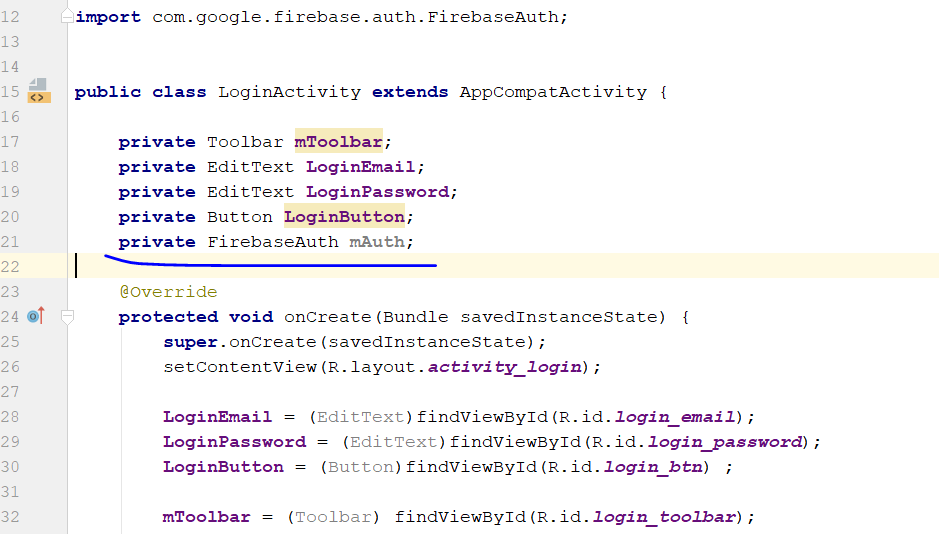 12 import com.google.firebase.auth.FirebaseAuth;
13
14
15 public class LoginActivity extends AppCompatActivity {
16
17 private Toolbar mToolbar;
18 private EditText LoginEmail;
19 private EditText LoginPassword;
20 private Button LoginButton;
21 private FirebaseAuth mAuth;
22
23 @Override
24 protected void onCreate(Bundle savedInstanceState) {
25 super.onCreate(savedInstanceState);
26 setContentView(R.layout.activity_login);
27
28 LoginEmail = (EditText)findViewById(R.id.login_email);
29 LoginPassword = (EditText)findViewById(R.id.login_password);
30 LoginButton = (Button)findViewById(R.id.login_btn) ;
31
32 mToolbar = (Toolbar) findViewById(R.id.login_toolbar);